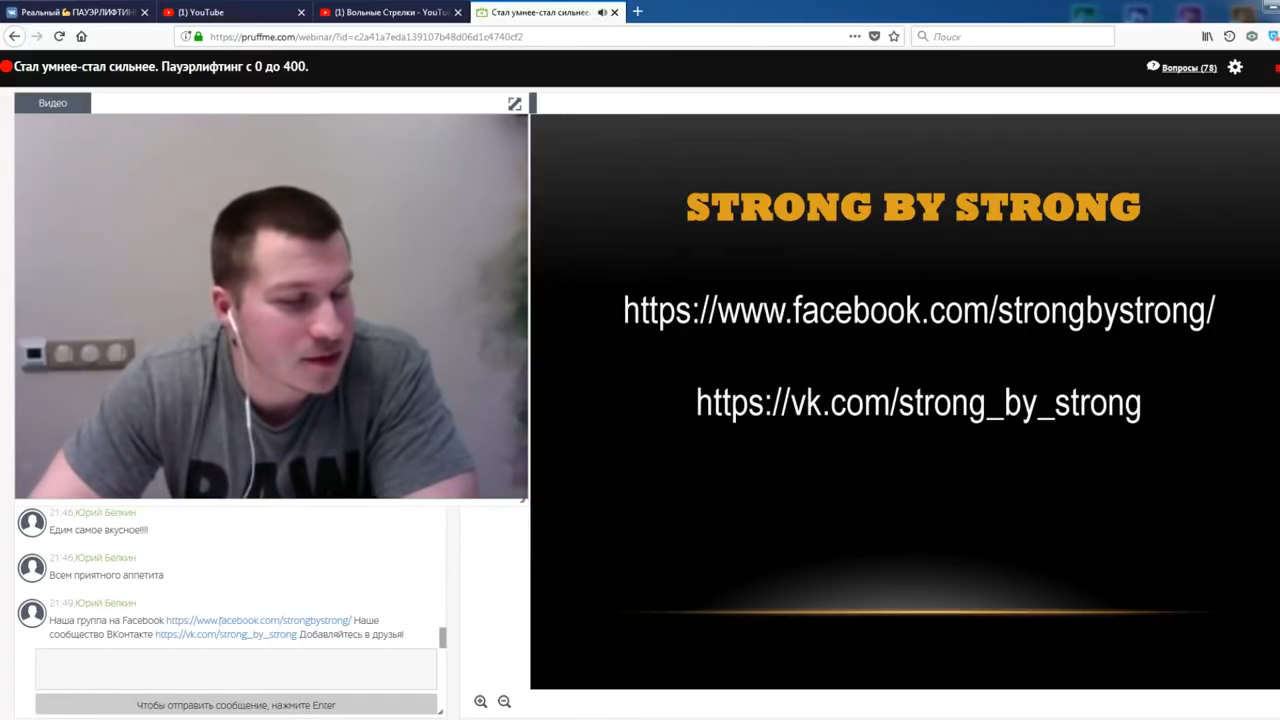 Реальный 💪 ПАУЭРЛИФТИН
(1) YouTube
(1) Вольные Стрелки - YouTu
Стал умнее-стал сильнее.
https://pruffme.com/webinar/?id=c2a41a7eda139107b48d06d1c4740cf2
Поиск
Стал умнее-стал сильнее. Пауэрлифтинг с 0 до 400.
Вопросы (78)
Видео
STRONG BY STRONG
https://www.facebook.com/strongbystrong/
https://vk.com/strong_by_strong
RAW
21:46, Юрий Белкин
Едим самое вкусное!!!!
21:46, Юрий Белкин
Всем приятного аппетита
21:49, Юрий Белкин
Наша группа на Facebook https://www.facebook.com/strongbystrong/ Наше
сообщество ВКонтакте https://vk.com/strong_by_strong Добавляйтесь в друзья!
Чтобы отправить сообщение, нажмите Enter